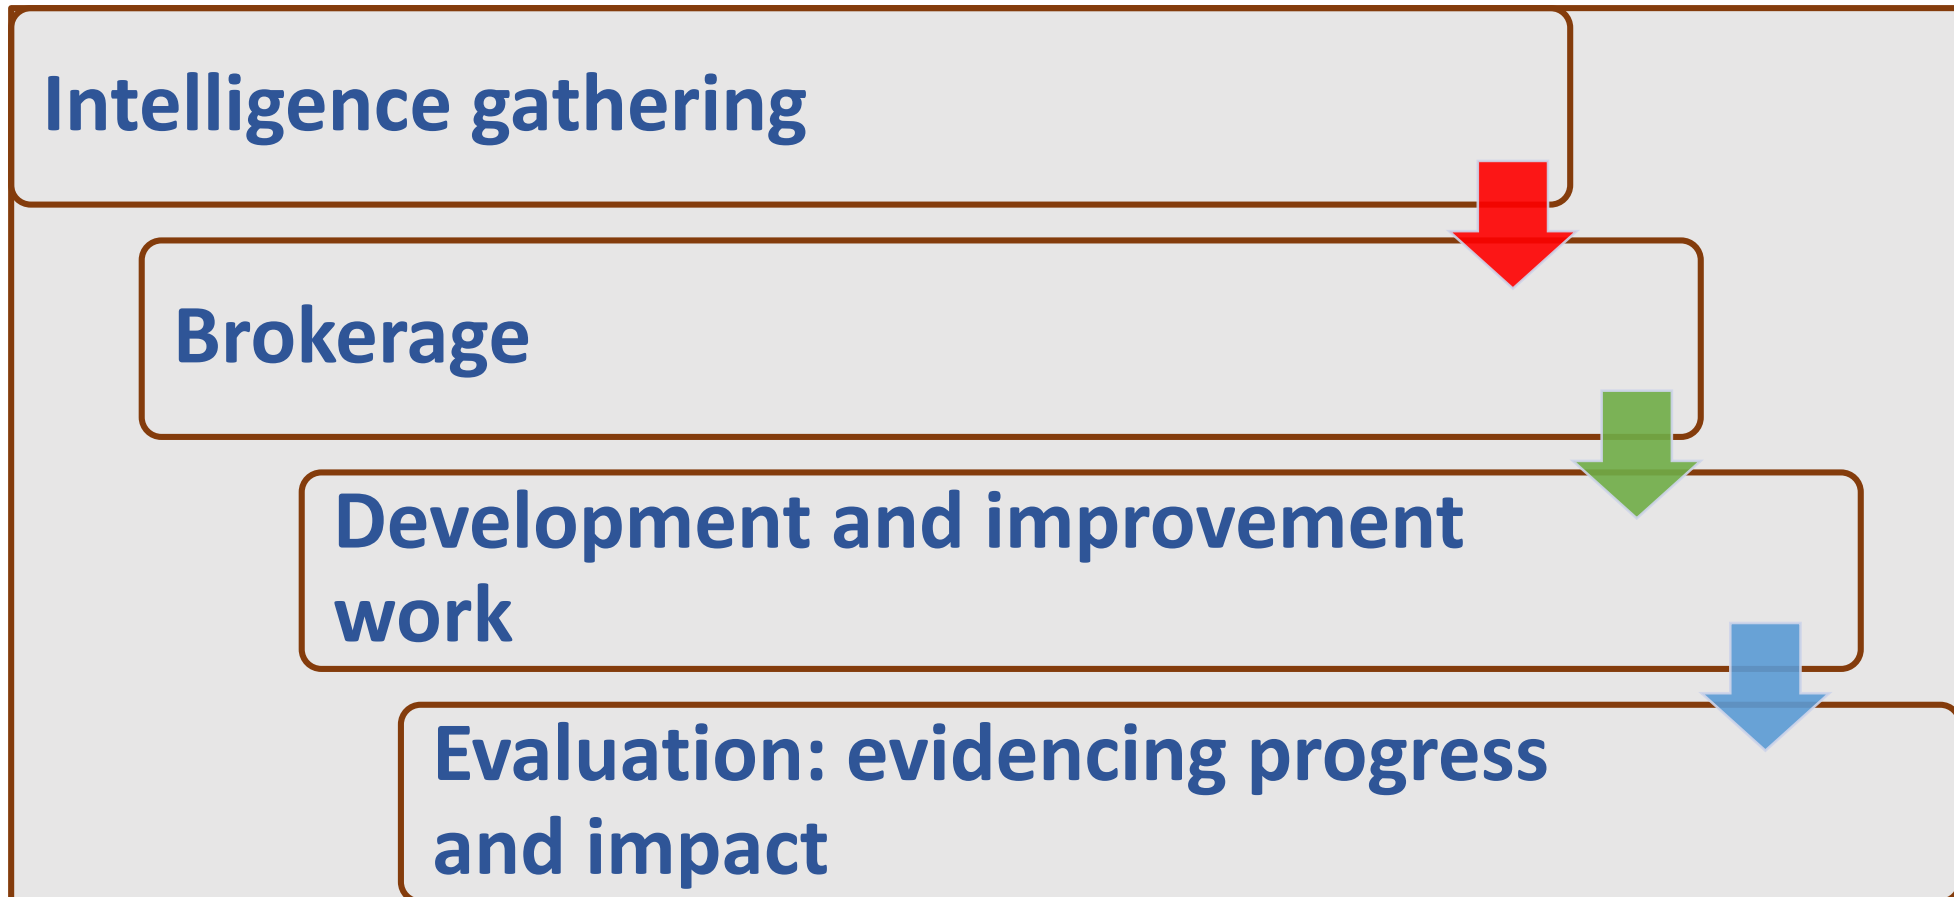 Intelligence gathering
Brokerage
Development and improvement
work
Evaluation: evidencing progress
and impact